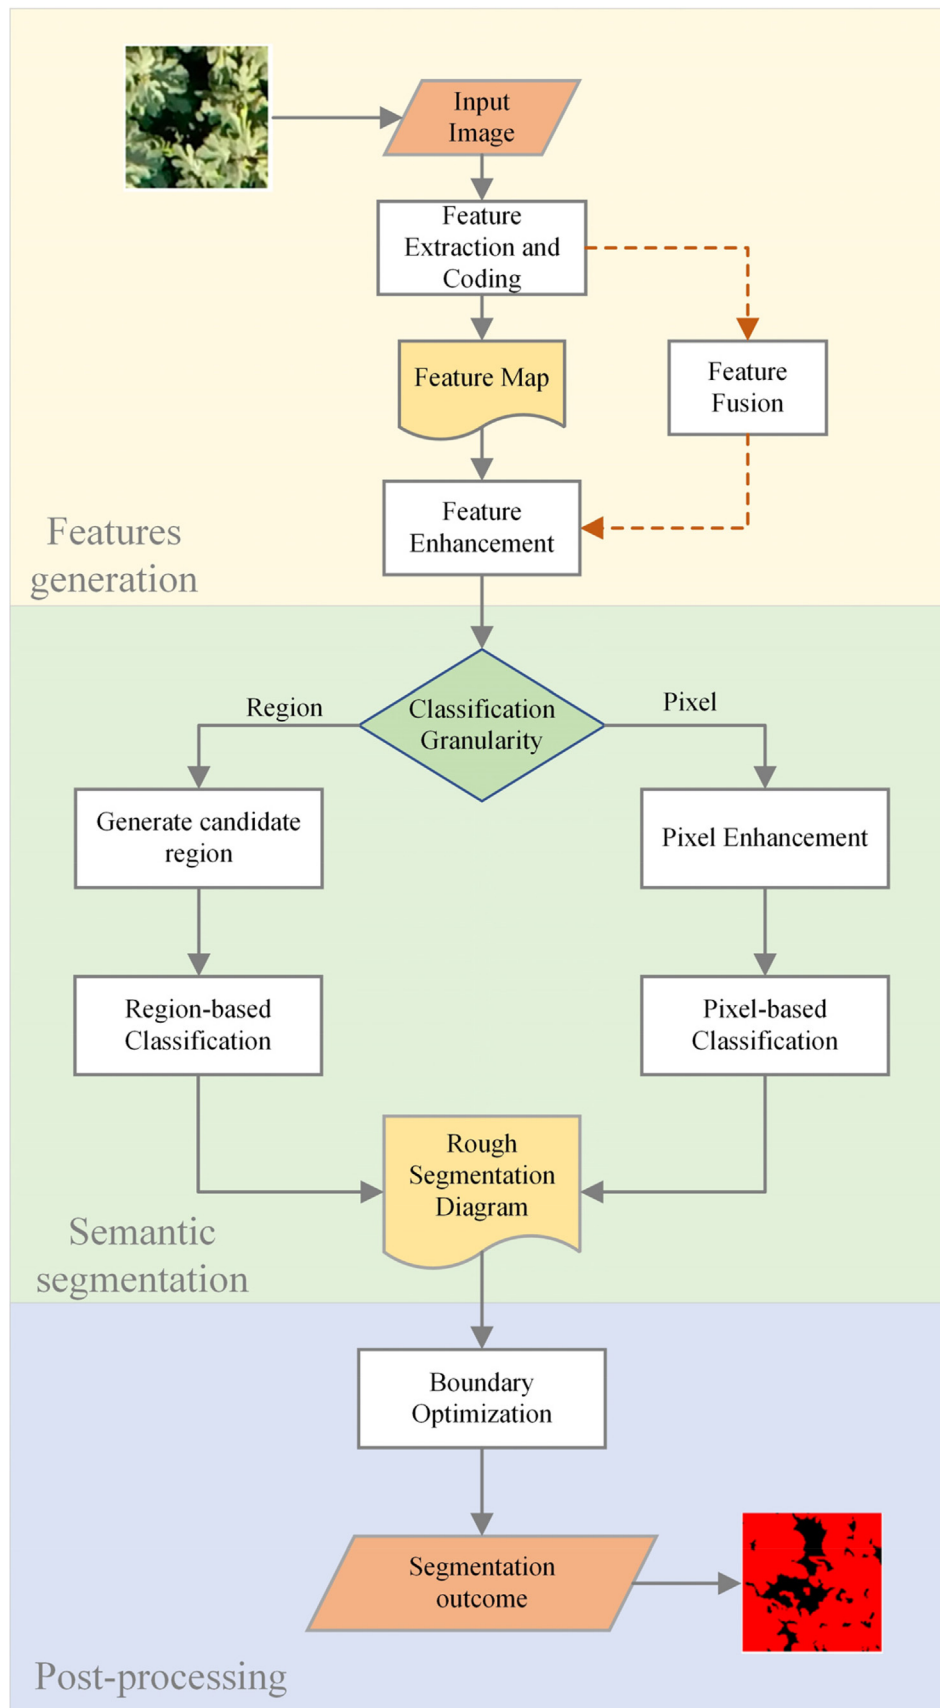 Input
Image
Feature
Extraction and
Coding
Feature Map
Feature
Fusion
Feature
Enhancement
Features
generation
Classification
Granularity
Region
Pixel
Generate candidate
region
Pixel Enhancement
Region-based
Classification
Pixel-based
Classification
Rough
Segmentation
Diagram
Semantic
segmentation
Boundary
Optimization
Segmentation
outcome
Post-processing